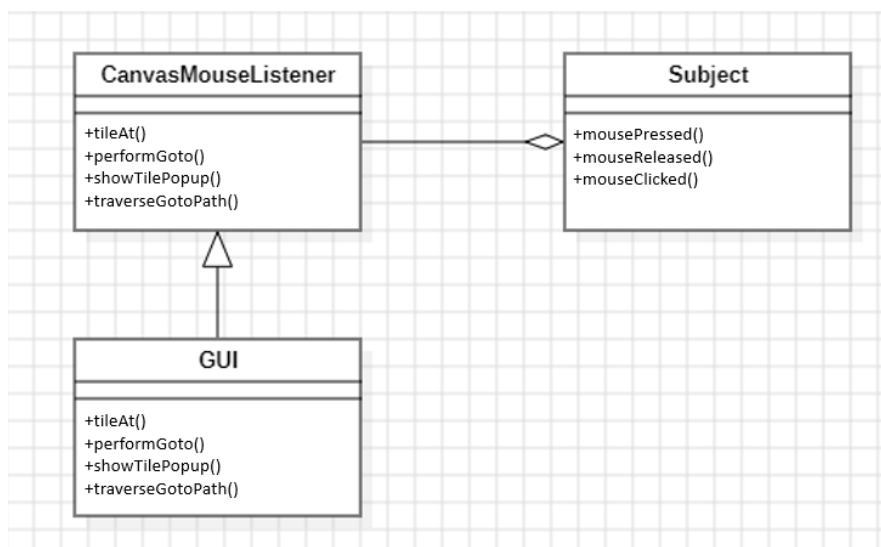 CanvasMouseListener
+tileAt()
+performGoto()
+showTilePopup()
+traverseGotoPath()
Subject
+mousePressed()
+mouseReleased()
+mouseClicked()
GUI
+tileAt()
+performGoto()
+showTilePopup()
+traverseGotoPath()